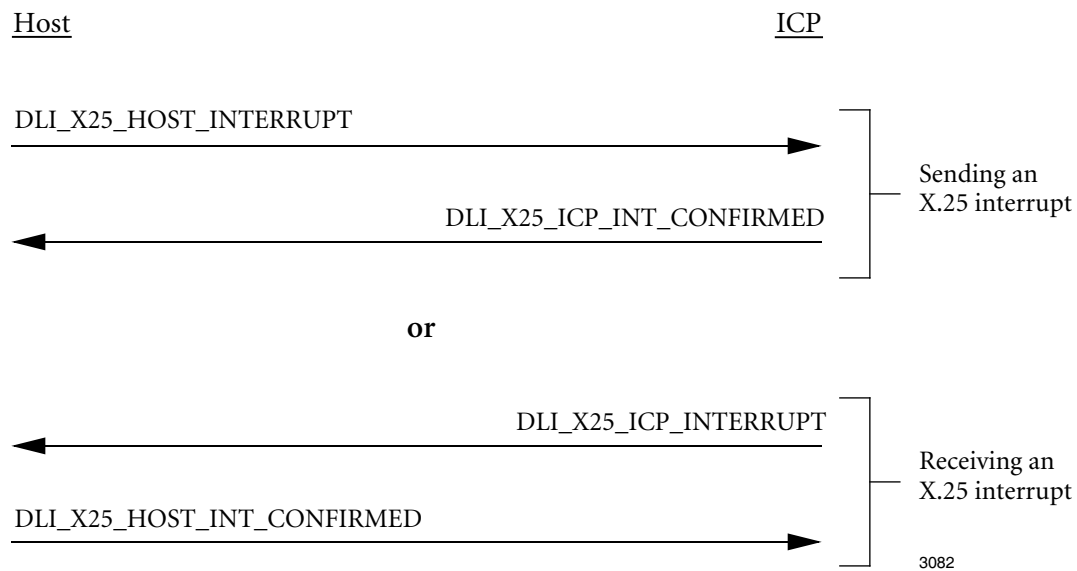 Host
ICP
DLI_X25_HOST_INTERRUPT
DLI_X25_ICP_INT_CONFIRMED
Sending an
X.25 interrupt
or
DLI_X25_ICP_INTERRUPT
DLI_X25_HOST_INT_CONFIRMED
Receiving an
X.25 interrupt
3082